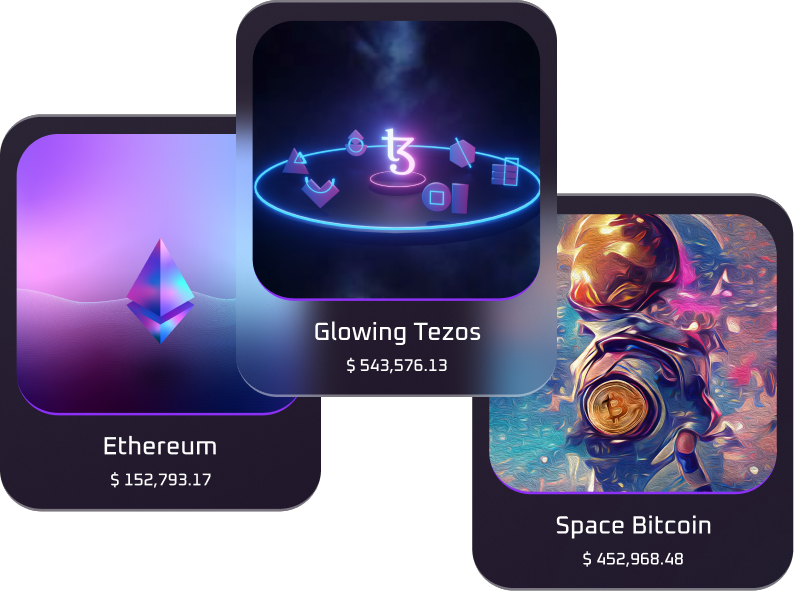 Glowing Tezos
$ 543,576.13
Ethereum
$ 152,793.17
Space Bitcoin
$ 452,968.48